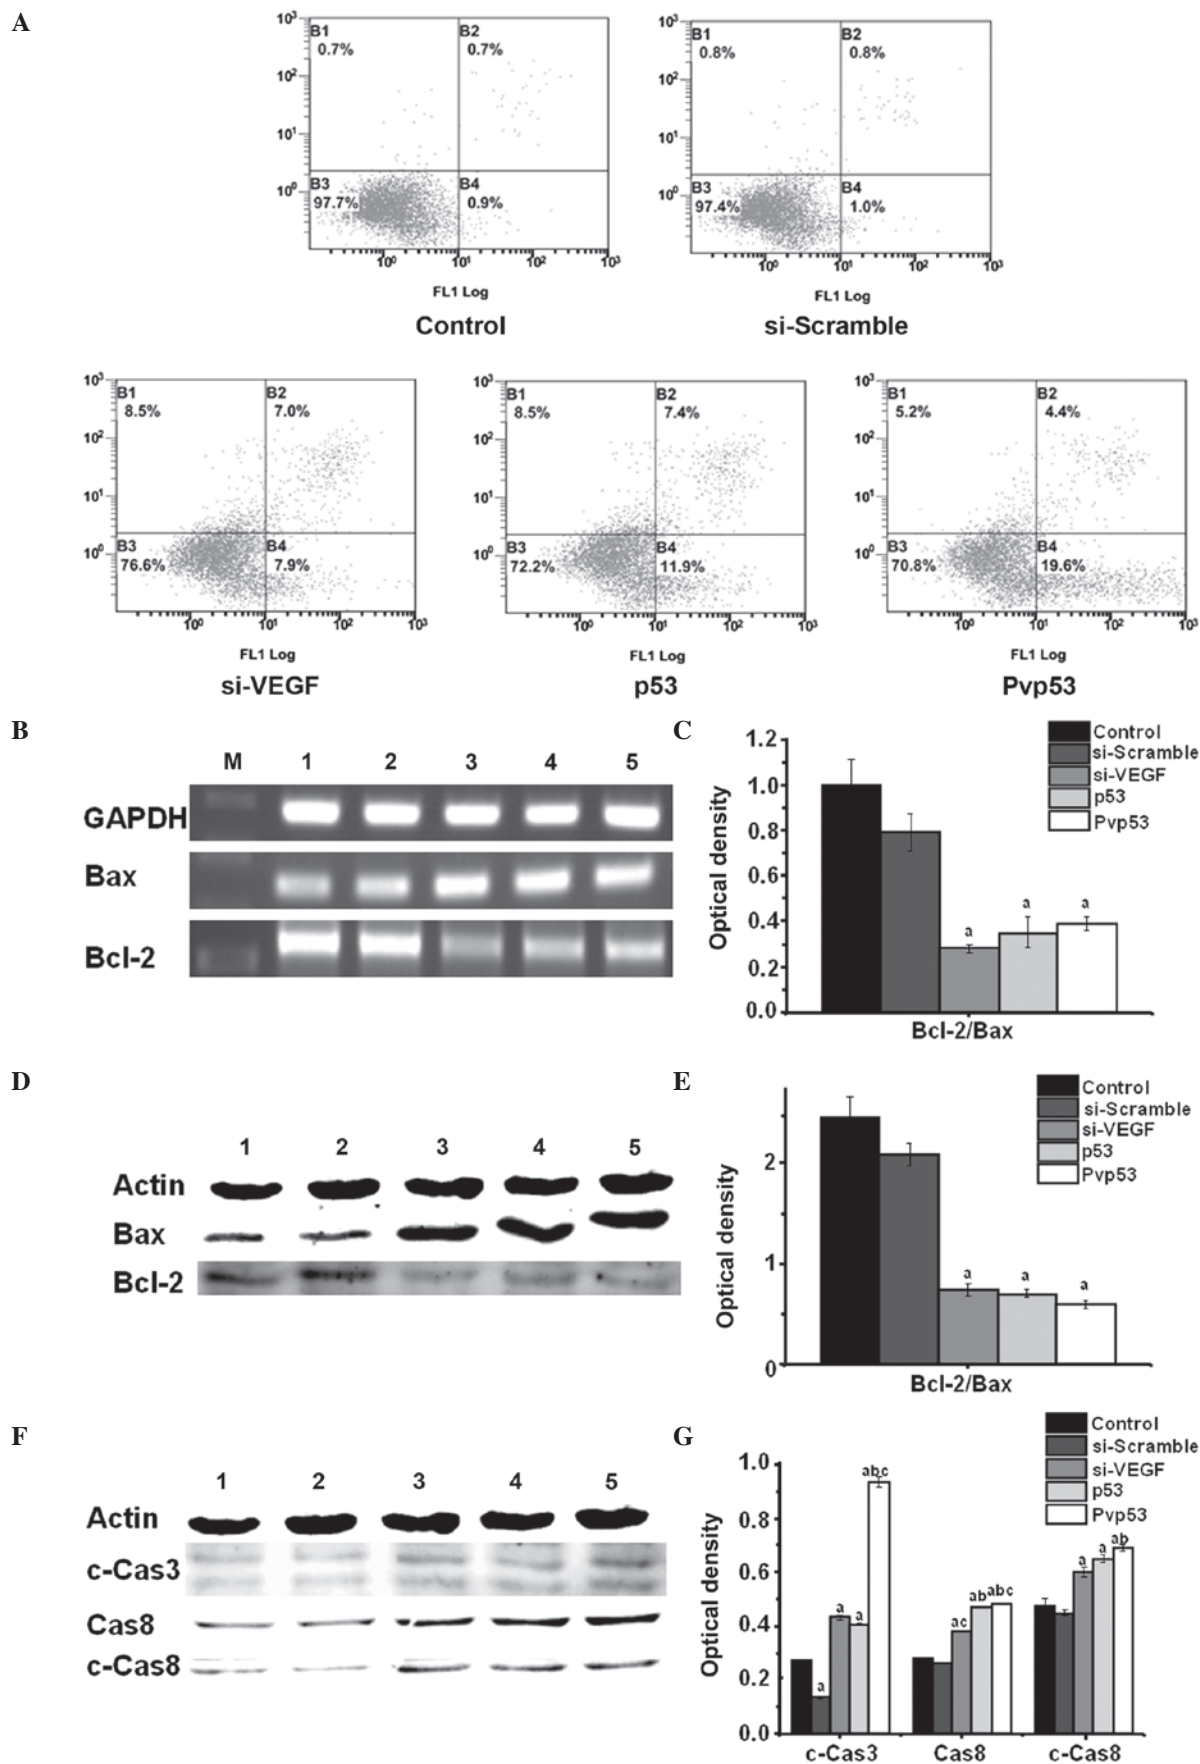 A
10³
B1
0.7%
B2
0.7%
10²
10¹
10⁰
B3
97.7%
B4
0.9%
10⁰ 10¹ 10² 10³
FL1 Log
Control
10³
B1
0.8%
B2
0.8%
10²
10¹
10⁰
B3
97.4%
B4
1.0%
10⁰ 10¹ 10² 10³
FL1 Log
si-Scramble
10³
B1
8.5%
B2
7.0%
10²
10¹
10⁰
B3
76.6%
B4
7.9%
10⁰ 10¹ 10² 10³
FL1 Log
si-VEGF
10³
B1
8.5%
B2
7.4%
10²
10¹
10⁰
B3
72.2%
B4
11.9%
10⁰ 10¹ 10² 10³
FL1 Log
p53
10³
B1
5.2%
B2
4.4%
10²
10¹
10⁰
B3
70.8%
B4
19.6%
10⁰ 10¹ 10² 10³
FL1 Log
Pvp53
B
M 1 2 3 4 5
GAPDH
Bax
Bcl-2
C
Control
si-Scramble
si-VEGF
p53
Pvp53
Optical density
1.2
1.0
0.8
0.6
0.4
0.2
0.0
a a a
Bcl-2/Bax
D
1 2 3 4 5
Actin
Bax
Bcl-2
E
Control
si-Scramble
si-VEGF
p53
Pvp53
Optical density
2
1
0
a a a
Bcl-2/Bax
F
1 2 3 4 5
Actin
c-Cas3
Cas8
c-Cas8
G
Control
si-Scramble
si-VEGF
p53
Pvp53
Optical density
1.0
0.8
0.6
0.4
0.2
0.0
a a a abc
ac ab abc
a a ab
c-Cas3 Cas8 c-Cas8